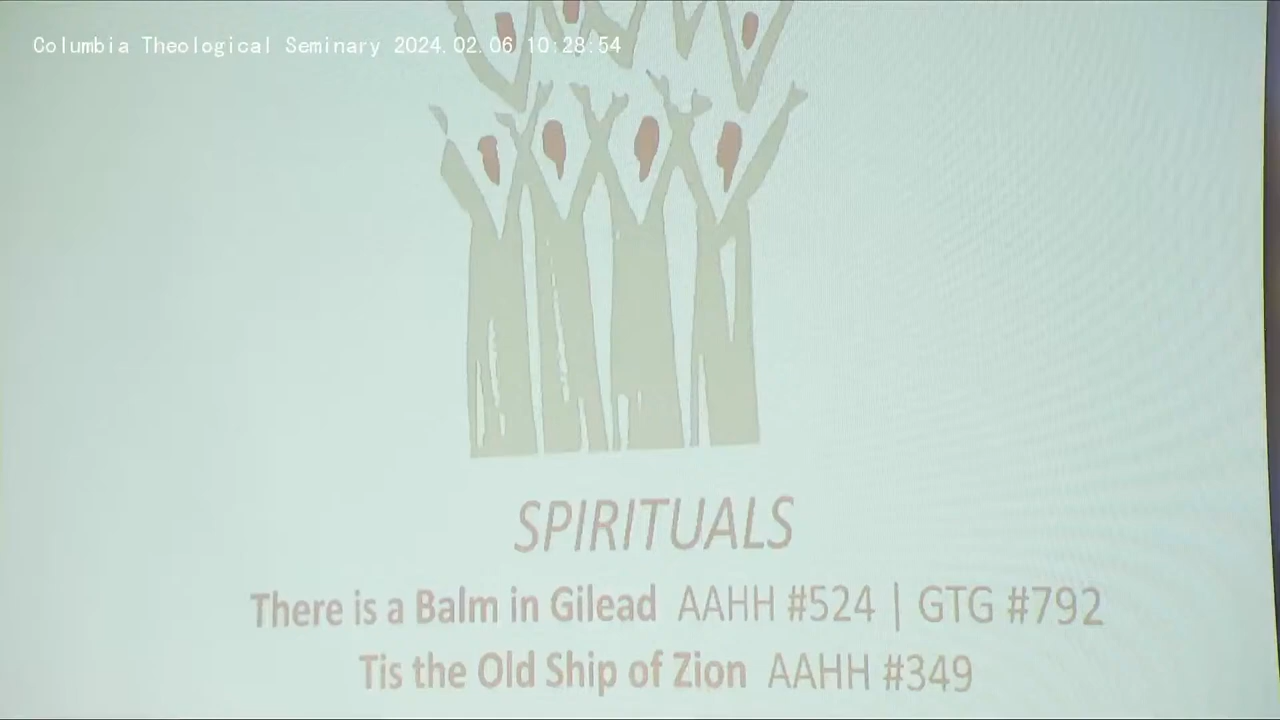 Columbia Theological Seminary 2024.02.06 10:28:54
SPIRITUALS
There is a Balm in Gilead AAHH #524 | GTG #792
Tis the Old Ship of Zion AAHH #349